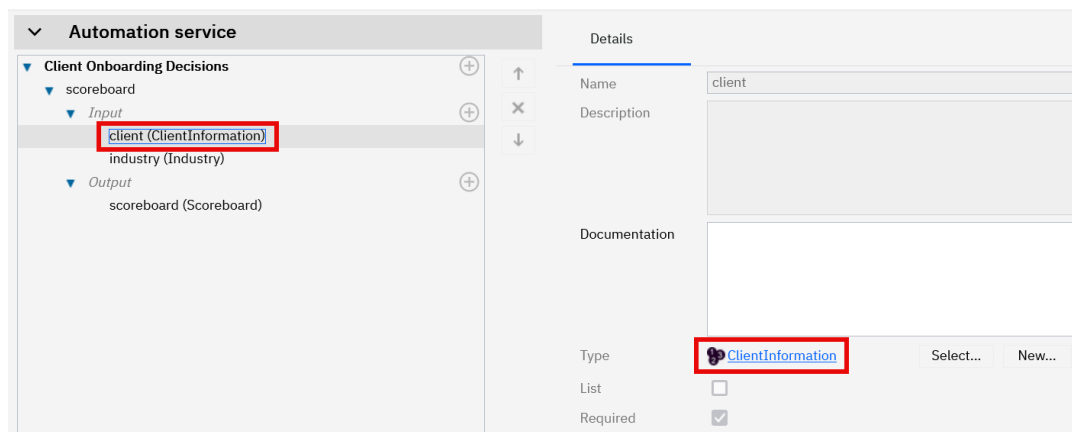 Automation service
Client Onboarding Decisions
scoreboard
Input
client (ClientInformation)
industry (Industry)
Output
scoreboard (Scoreboard)
Details
Name
client
Description
Documentation
Type
ClientInformation
Select...
New...
List
Required